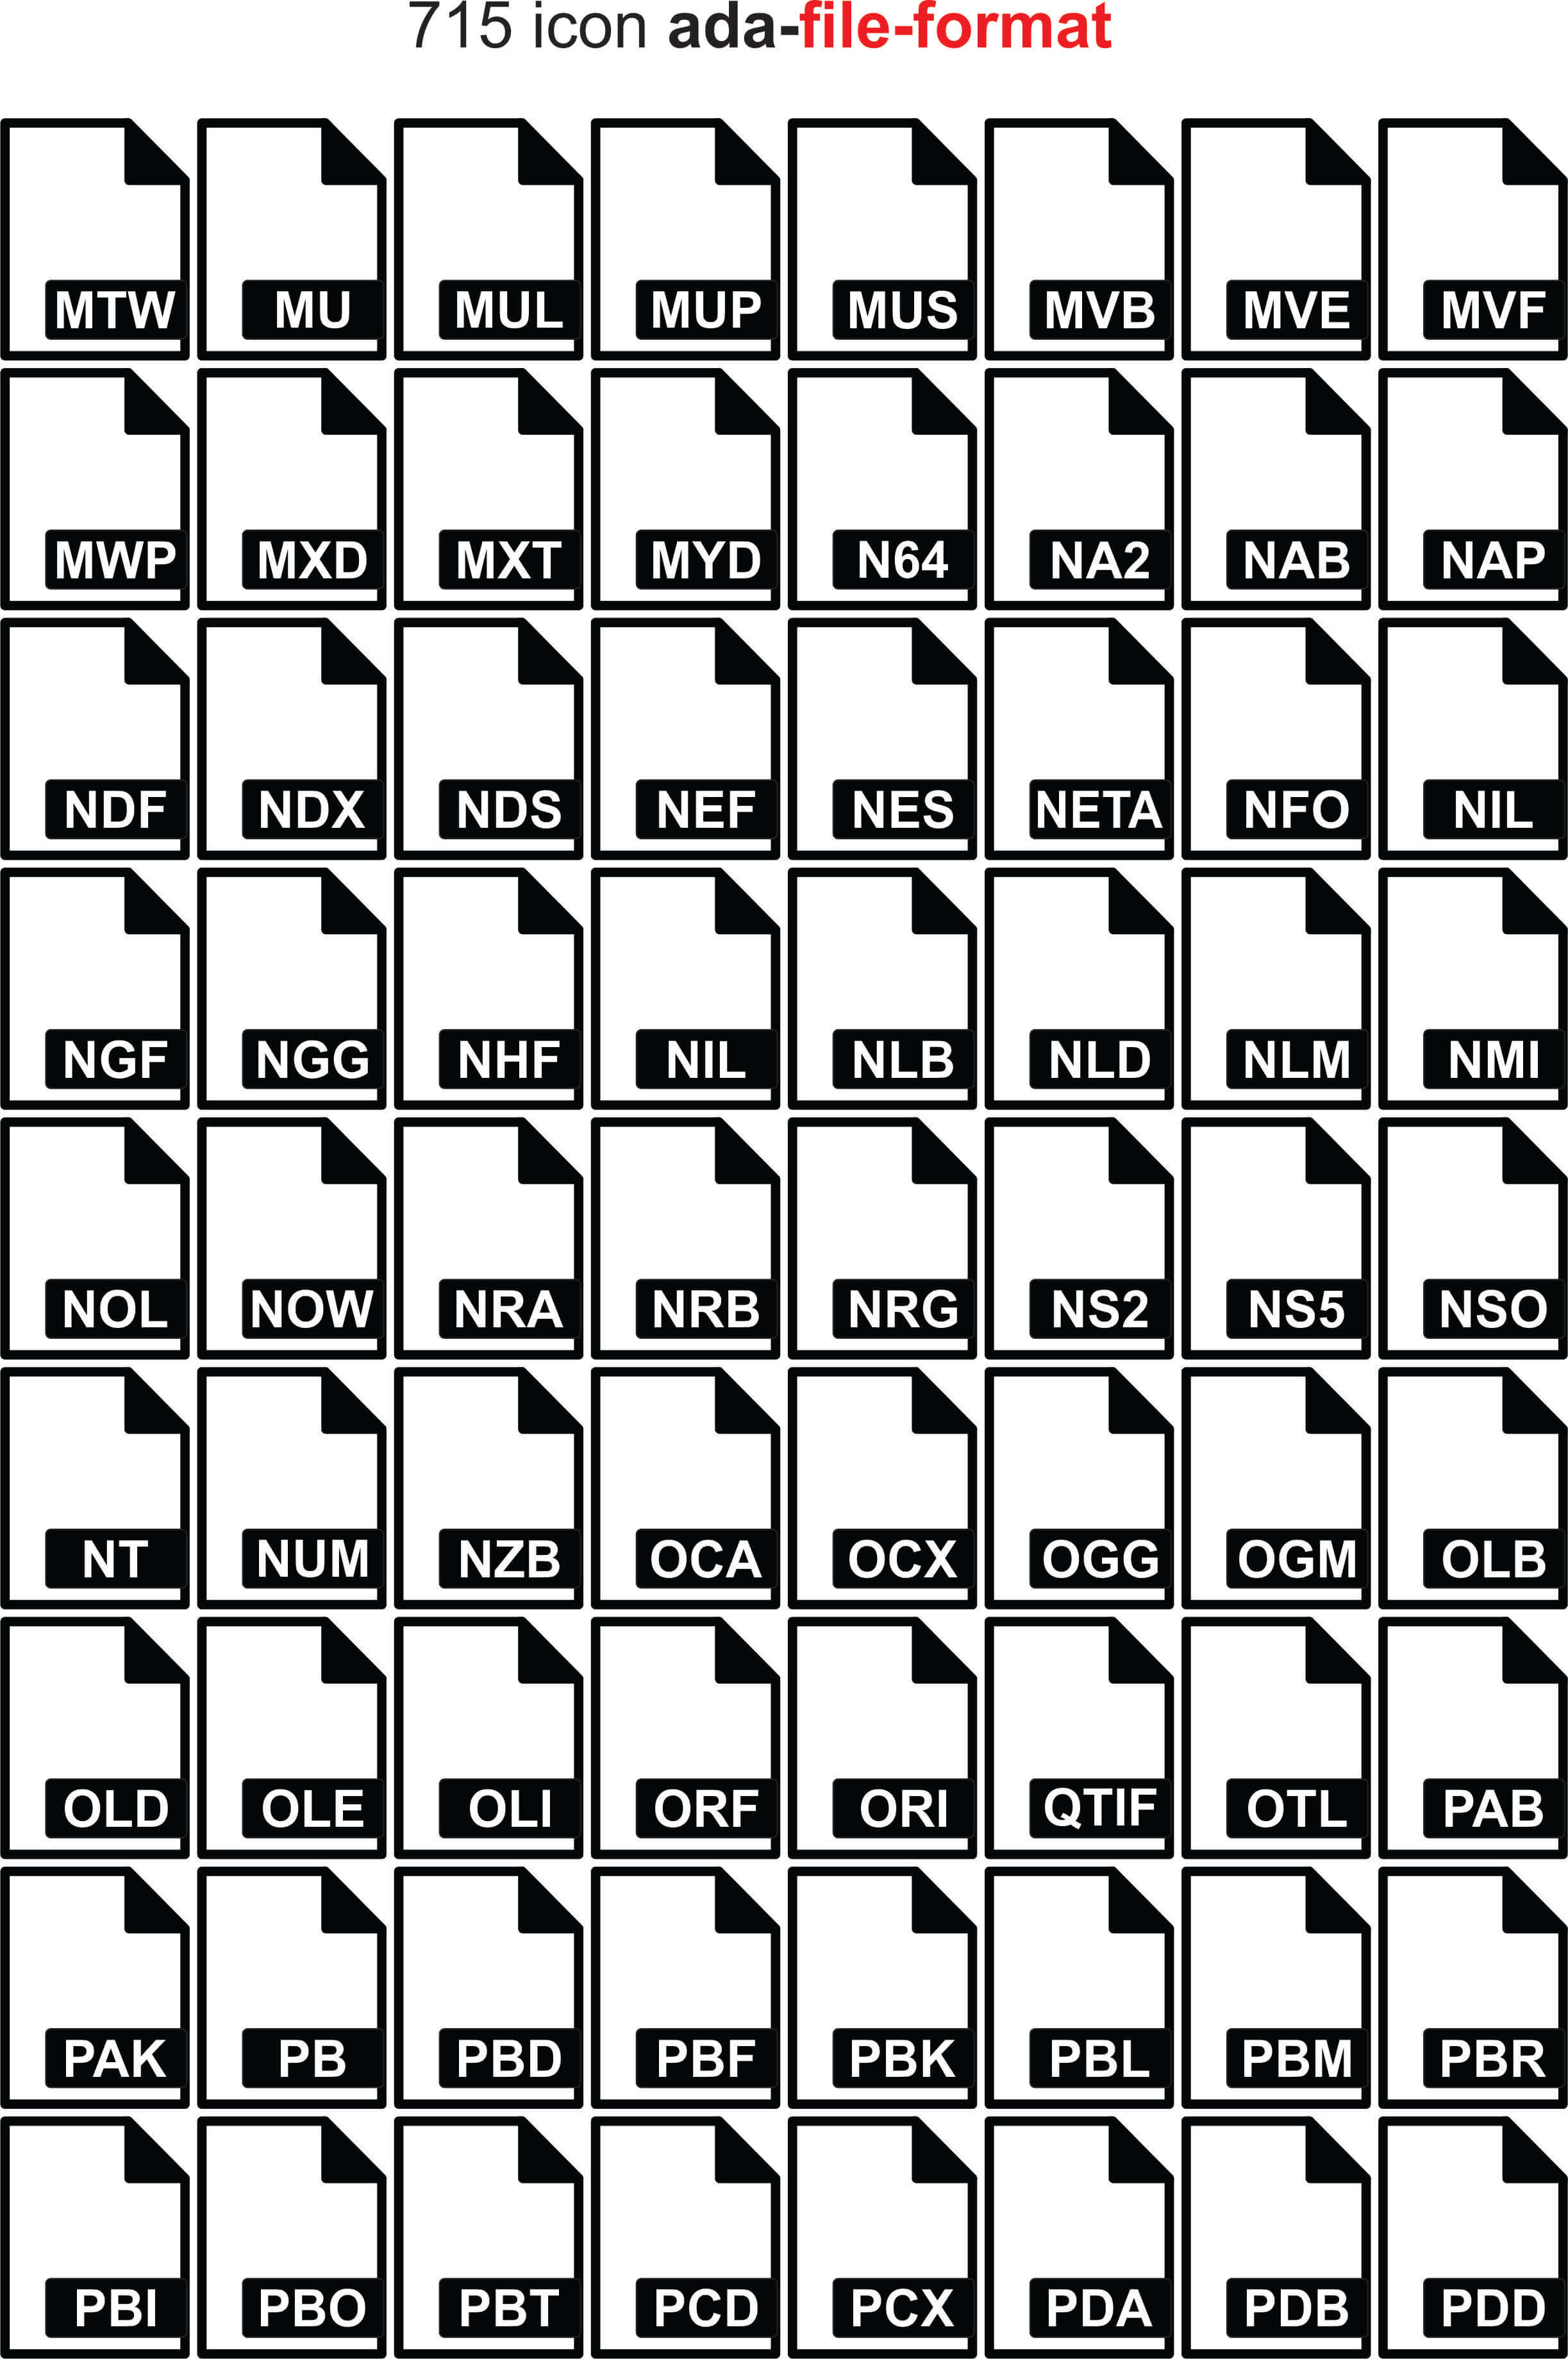 715 icon ada-file-format
MTW MU MUL MUP MUS MVB MVE MVF
MWP MXD MXT MYD N64 NA2 NAB NAP
NDF NDX NDS NEF NES NETA NFO NIL
NGF NGG NHF NIL NLB NLD NLM NMI
NOL NOW NRA NRB NRG NS2 NS5 NSO
NT NUM NZB OCA OCX OGG OGM OLB
OLD OLE OLI ORF ORI QTIF OTL PAB
PAK PB PBD PBF PBK PBL PBM PBR
PBI PBO PBT PCD PCX PDA PDB PDD